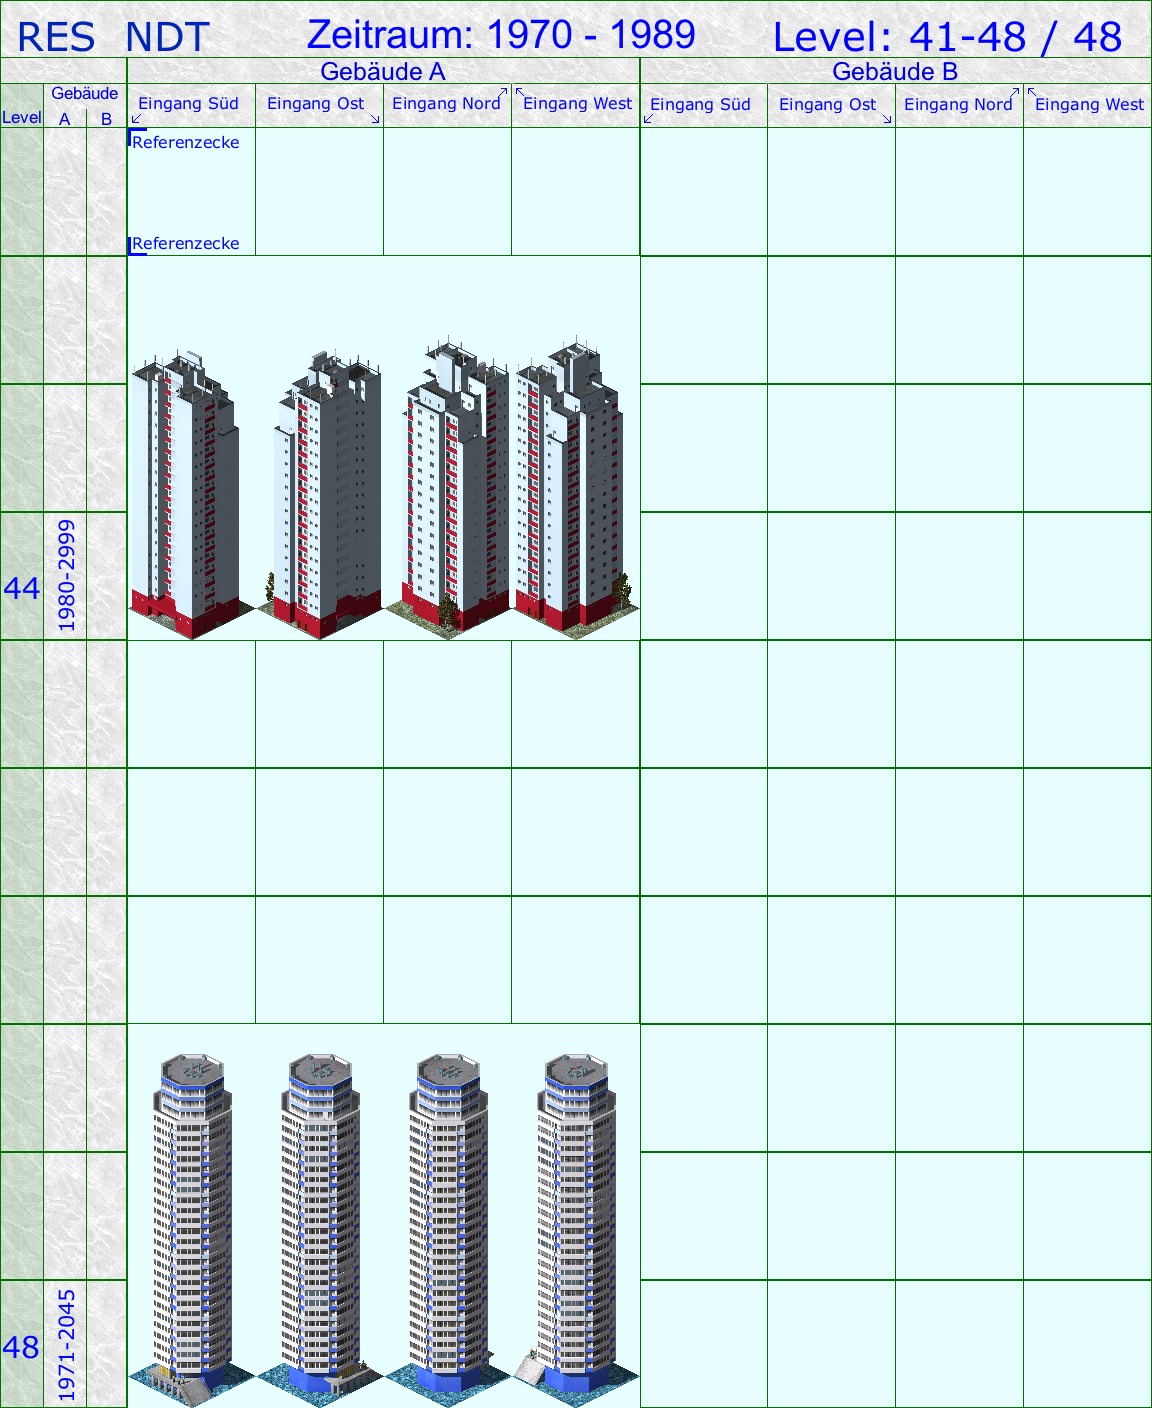 RES NDT Zeitraum: 1970 - 1989 Level: 41-48 / 48
Gebäude A Gebäude B
Level Gebäude A B Eingang Süd Eingang Ost Eingang Nord Eingang West Eingang Süd Eingang Ost Eingang Nord Eingang West
Referenzecke
Referenzecke
44 1980-2999
48 1971-2045